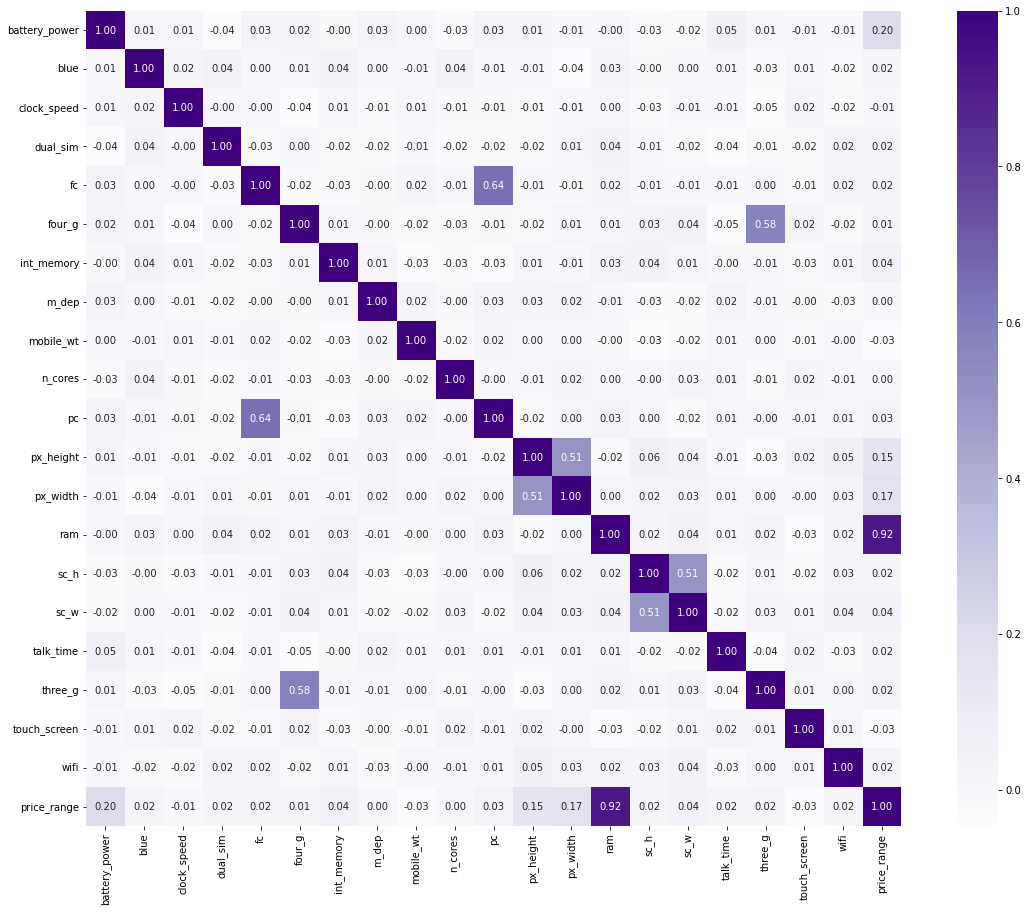 battery_power 1.00 0.01 0.01 -0.04 0.03 0.02 -0.00 0.03 0.00 -0.03 0.03 0.01 -0.01 -0.00 -0.03 -0.02 0.05 0.01 -0.01 -0.01 0.20
blue 0.01 1.00 0.02 0.04 0.00 0.01 0.04 0.00 -0.01 0.04 -0.01 -0.01 -0.04 0.03 -0.00 0.00 0.01 -0.03 0.01 -0.02 0.02
clock_speed 0.01 0.02 1.00 -0.00 -0.00 -0.04 0.01 -0.01 0.01 -0.01 -0.01 -0.01 -0.01 0.00 -0.03 -0.01 -0.01 -0.05 0.02 -0.02 -0.01
dual_sim -0.04 0.04 -0.00 1.00 -0.03 0.00 -0.02 -0.02 -0.01 -0.02 -0.02 -0.02 0.01 0.04 -0.01 -0.02 -0.04 -0.01 -0.02 0.02 0.02
fc 0.03 0.00 -0.00 -0.03 1.00 -0.02 -0.03 -0.00 0.02 -0.01 0.64 -0.01 -0.01 0.02 -0.01 -0.01 -0.01 0.00 -0.01 0.02 0.02
four_g 0.02 0.01 -0.04 0.00 -0.02 1.00 0.01 -0.00 -0.02 -0.03 -0.01 -0.02 0.01 0.01 0.03 0.04 -0.05 0.58 0.02 -0.02 0.01
int_memory -0.00 0.04 0.01 -0.02 -0.03 0.01 1.00 0.01 -0.03 -0.03 -0.03 0.01 -0.01 0.03 0.04 0.01 -0.00 -0.01 -0.03 0.01 0.04
m_dep 0.03 0.00 -0.01 -0.02 -0.00 -0.00 0.01 1.00 0.02 -0.00 0.03 0.03 0.02 -0.01 -0.03 -0.02 0.02 -0.01 -0.00 -0.03 0.00
mobile_wt 0.00 -0.01 0.01 -0.01 0.02 -0.02 -0.03 0.02 1.00 -0.02 0.02 0.00 0.00 -0.00 -0.03 -0.02 0.01 0.00 -0.01 -0.00 -0.03
n_cores -0.03 0.04 -0.01 -0.02 -0.01 -0.03 -0.03 -0.00 -0.02 1.00 -0.00 -0.01 0.02 0.00 -0.00 0.03 0.01 -0.01 0.02 -0.01 0.00
pc 0.03 -0.01 -0.01 -0.02 0.64 -0.01 -0.03 0.03 0.02 -0.00 1.00 -0.02 0.00 0.03 0.00 -0.02 0.01 -0.00 -0.01 0.01 0.03
px_height 0.01 -0.01 -0.01 -0.02 -0.01 -0.02 0.01 0.03 0.00 -0.01 -0.02 1.00 0.51 -0.02 0.06 0.04 -0.01 -0.03 0.02 0.05 0.15
px_width -0.01 -0.04 -0.01 0.01 -0.01 0.01 -0.01 0.02 0.00 0.02 0.00 0.51 1.00 0.00 0.02 0.03 0.01 0.00 -0.00 0.03 0.17
ram -0.00 0.03 0.00 0.04 0.02 0.01 0.03 -0.01 -0.00 0.00 0.03 -0.02 0.00 1.00 0.02 0.04 0.01 0.02 -0.03 0.02 0.92
sc_h -0.03 -0.00 -0.03 -0.01 -0.01 0.03 0.04 -0.03 -0.03 -0.00 0.00 0.06 0.02 0.02 1.00 0.51 -0.02 0.01 -0.02 0.03 0.02
sc_w -0.02 0.00 -0.01 -0.02 -0.01 0.04 0.01 -0.02 -0.02 0.03 -0.02 0.04 0.03 0.04 0.51 1.00 -0.02 0.03 0.01 0.04 0.04
talk_time 0.05 0.01 -0.01 -0.04 -0.01 -0.05 -0.00 0.02 0.01 0.01 0.01 -0.01 0.01 0.01 -0.02 -0.02 1.00 -0.04 0.02 -0.03 0.02
three_g 0.01 -0.03 -0.05 -0.01 0.00 0.58 -0.01 -0.01 0.00 -0.01 -0.00 -0.03 0.00 0.02 0.01 0.03 -0.04 1.00 0.01 0.00 0.02
touch_screen -0.01 0.01 0.02 -0.02 -0.01 0.02 -0.03 -0.00 -0.01 0.02 -0.01 0.02 -0.00 -0.03 -0.02 0.01 0.02 0.01 1.00 0.01 -0.03
wifi -0.01 -0.02 -0.02 0.02 0.02 -0.02 0.01 -0.03 -0.00 -0.01 0.01 0.05 0.03 0.02 0.03 0.04 -0.03 0.00 0.01 1.00 0.02
price_range 0.20 0.02 -0.01 0.02 0.02 0.01 0.04 0.00 -0.03 0.00 0.03 0.15 0.17 0.92 0.02 0.04 0.02 0.02 -0.03 0.02 1.00
battery_power blue clock_speed dual_sim fc four_g int_memory m_dep mobile_wt n_cores pc px_height px_width ram sc_h sc_w talk_time three_g touch_screen wifi price_range
1.0
0.8
0.6
0.4
0.2
0.0